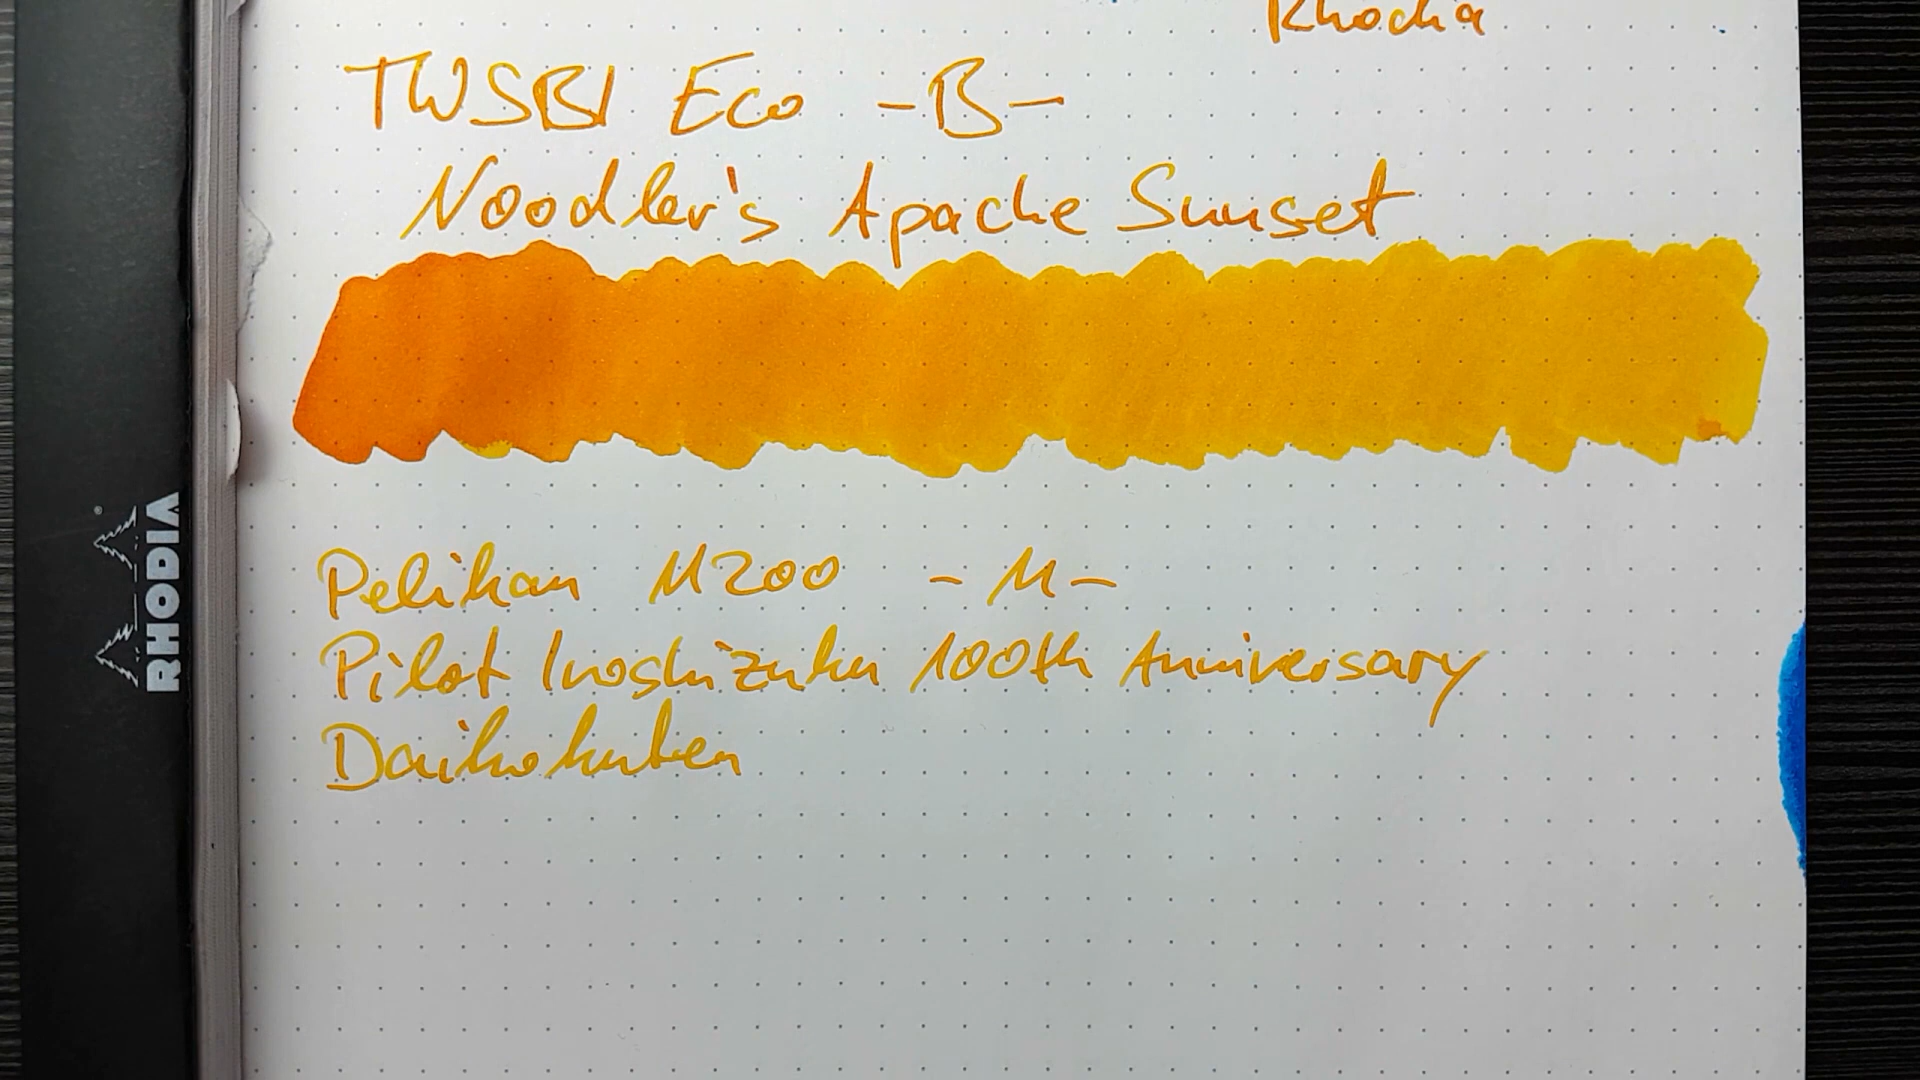 Rhodia
TWSBI Eco -B-
Noodler's Apache Sunset
Pelikan M200 -M-
Pilot Iroshizuku 100th Anniversary
Daikokuten
RHODIA